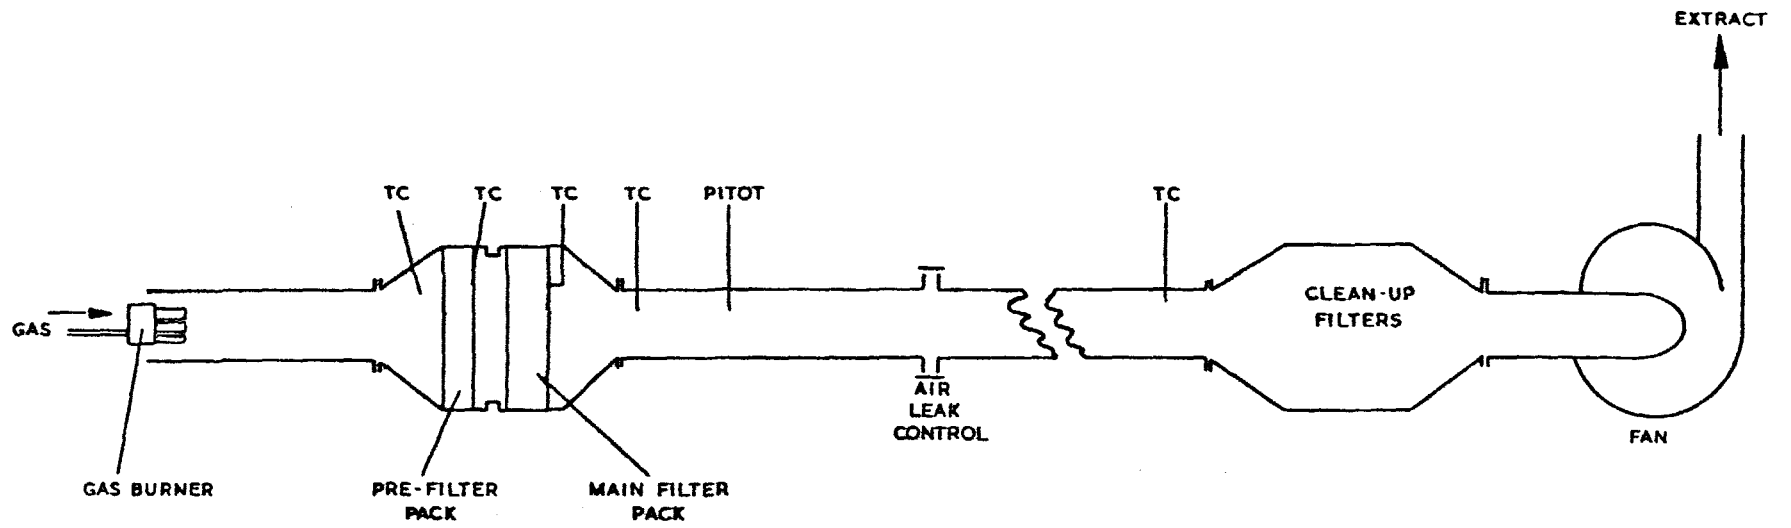 EXTRACT
TC
TC
TC
TC
PITOT
TC
GAS
CLEAN-UP
FILTERS
AIR
LEAK
CONTROL
FAN
GAS BURNER
PRE-FILTER
PACK
MAIN FILTER
PACK